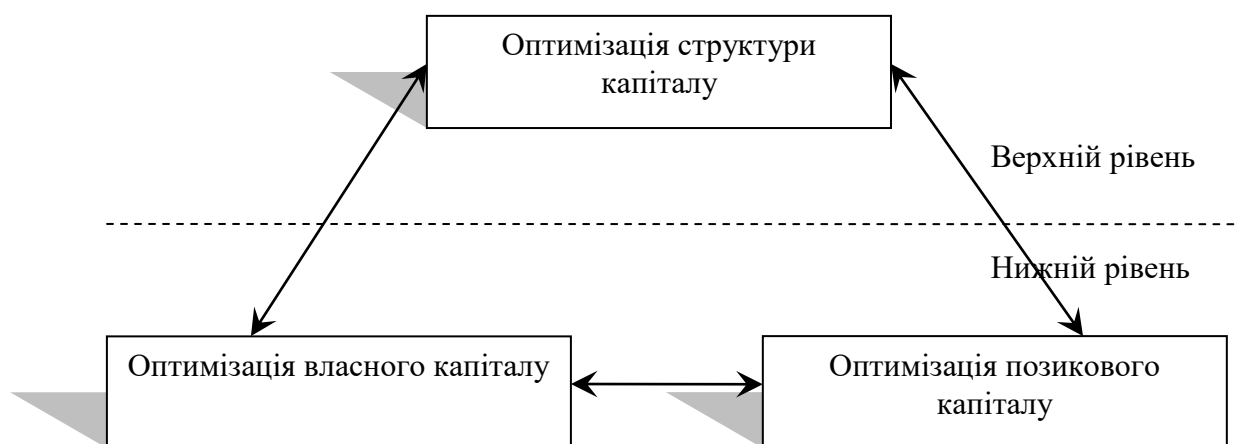 Оптимізація структури
капіталу
Верхній рівень
Нижній рівень
Оптимізація власного капіталу
Оптимізація позикового
капіталу